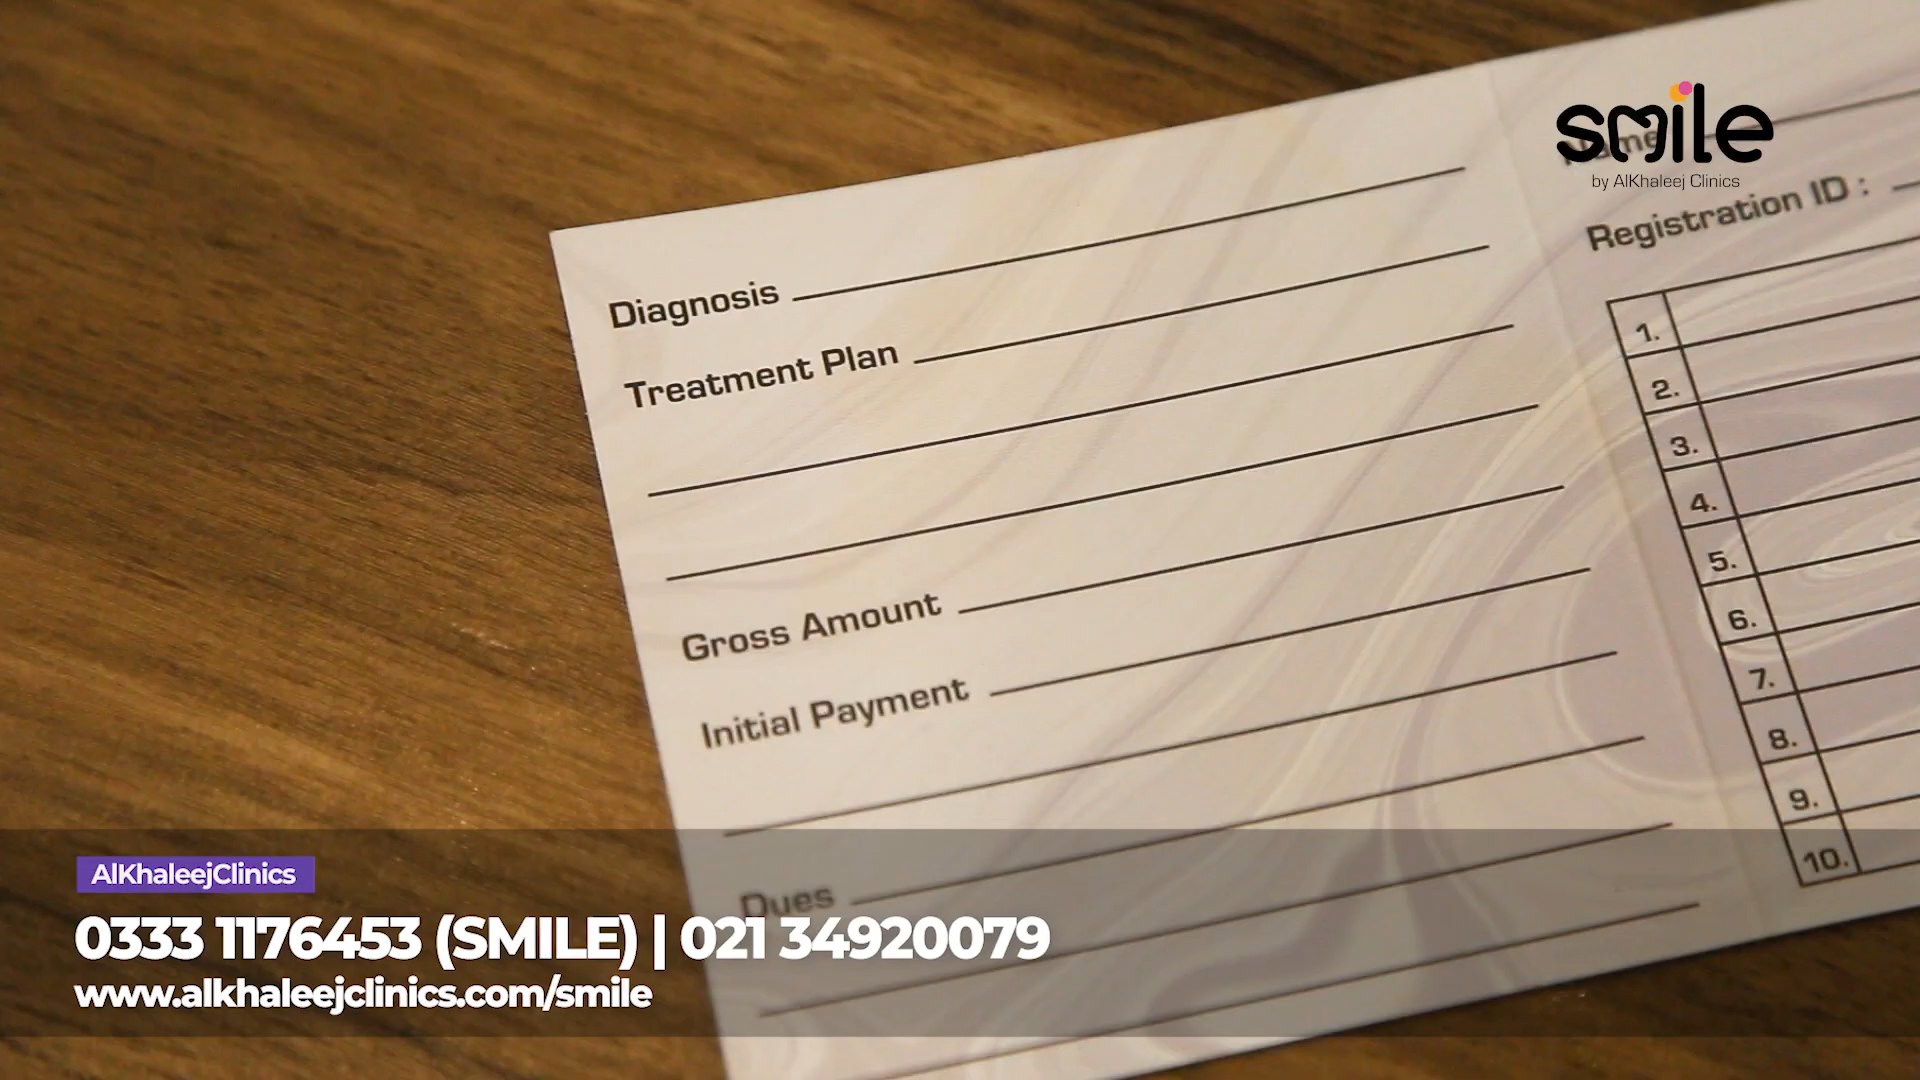 smile
by AlKhaleej Clinics
Diagnosis
Treatment Plan
Gross Amount
Initial Payment
Dues
Name
Registration ID :
1.
2.
3.
4.
5.
6.
7.
8.
9.
10.
AlKhaleejClinics
0333 1176453 (SMILE) | 021 34920079
www.alkhaleejclinics.com/smile